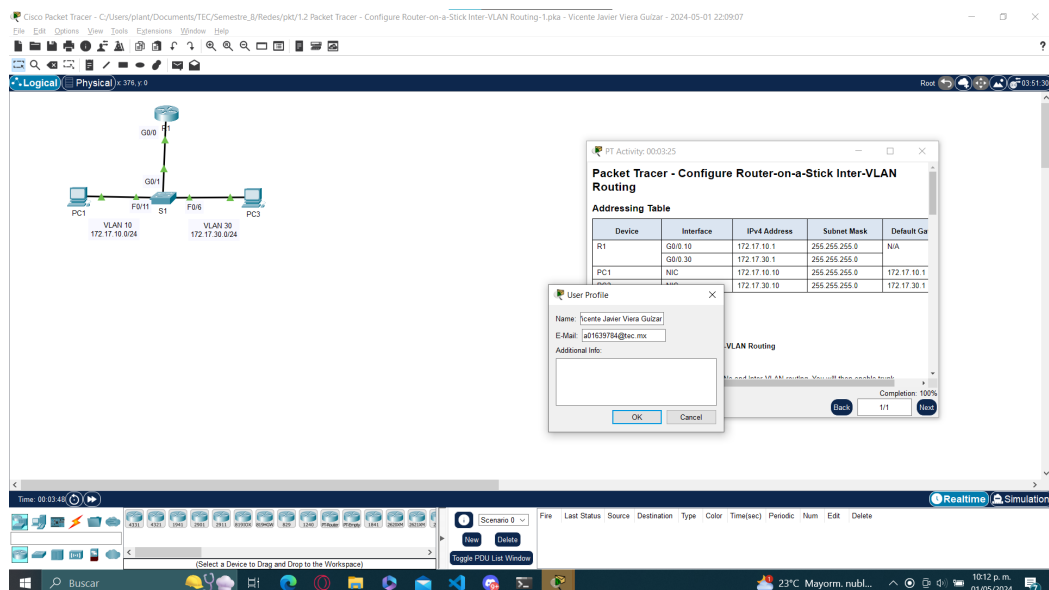 Cisco Packet Tracer - C:/Users/plant/Documents/TEC/Semestre_8/Redes/pkt/1.2 Packet Tracer - Configure Router-on-a-Stick Inter-VLAN Routing-1.pka - Vicente Javier Viera Guízar - 2024-05-01 22:09:07
File Edit Options View Tools Extensions Window Help
?
Logical Physical x: 376, y: 0 Root 03:51:30
R1
G0/0
G0/1
PC1 F0/11 S1 F0/6 PC3
VLAN 10
172.17.10.0/24
VLAN 30
172.17.30.0/24
PT Activity: 00:03:25
Packet Tracer - Configure Router-on-a-Stick Inter-VLAN
Routing
Addressing Table
Device Interface IPv4 Address Subnet Mask Default Ga
R1 G0/0.10 172.17.10.1 255.255.255.0 N/A
G0/0.30 172.17.30.1 255.255.255.0
PC1 NIC 172.17.10.10 255.255.255.0 172.17.10.1
172.17.30.10 255.255.255.0 172.17.30.1
-VLAN Routing
Completion: 100%
Back 1/1 Next
User Profile
Name: icente Javier Viera Guízar
E-Mail: a01639784@tec.mx
Additional Info:
OK Cancel
Time: 00:03:48 Realtime Simulation
4331 4321 1941 2901 2911 819IOX 819HGW 829 1240 PT-Router PT-Empty 1841 2620XM 2621XM
(Select a Device to Drag and Drop to the Workspace)
Scenario 0
New Delete
Toggle PDU List Window
Fire Last Status Source Destination Type Color Time(sec) Periodic Num Edit Delete
Buscar
23°C Mayorm. nubl...
10:12 p. m.
01/05/2024